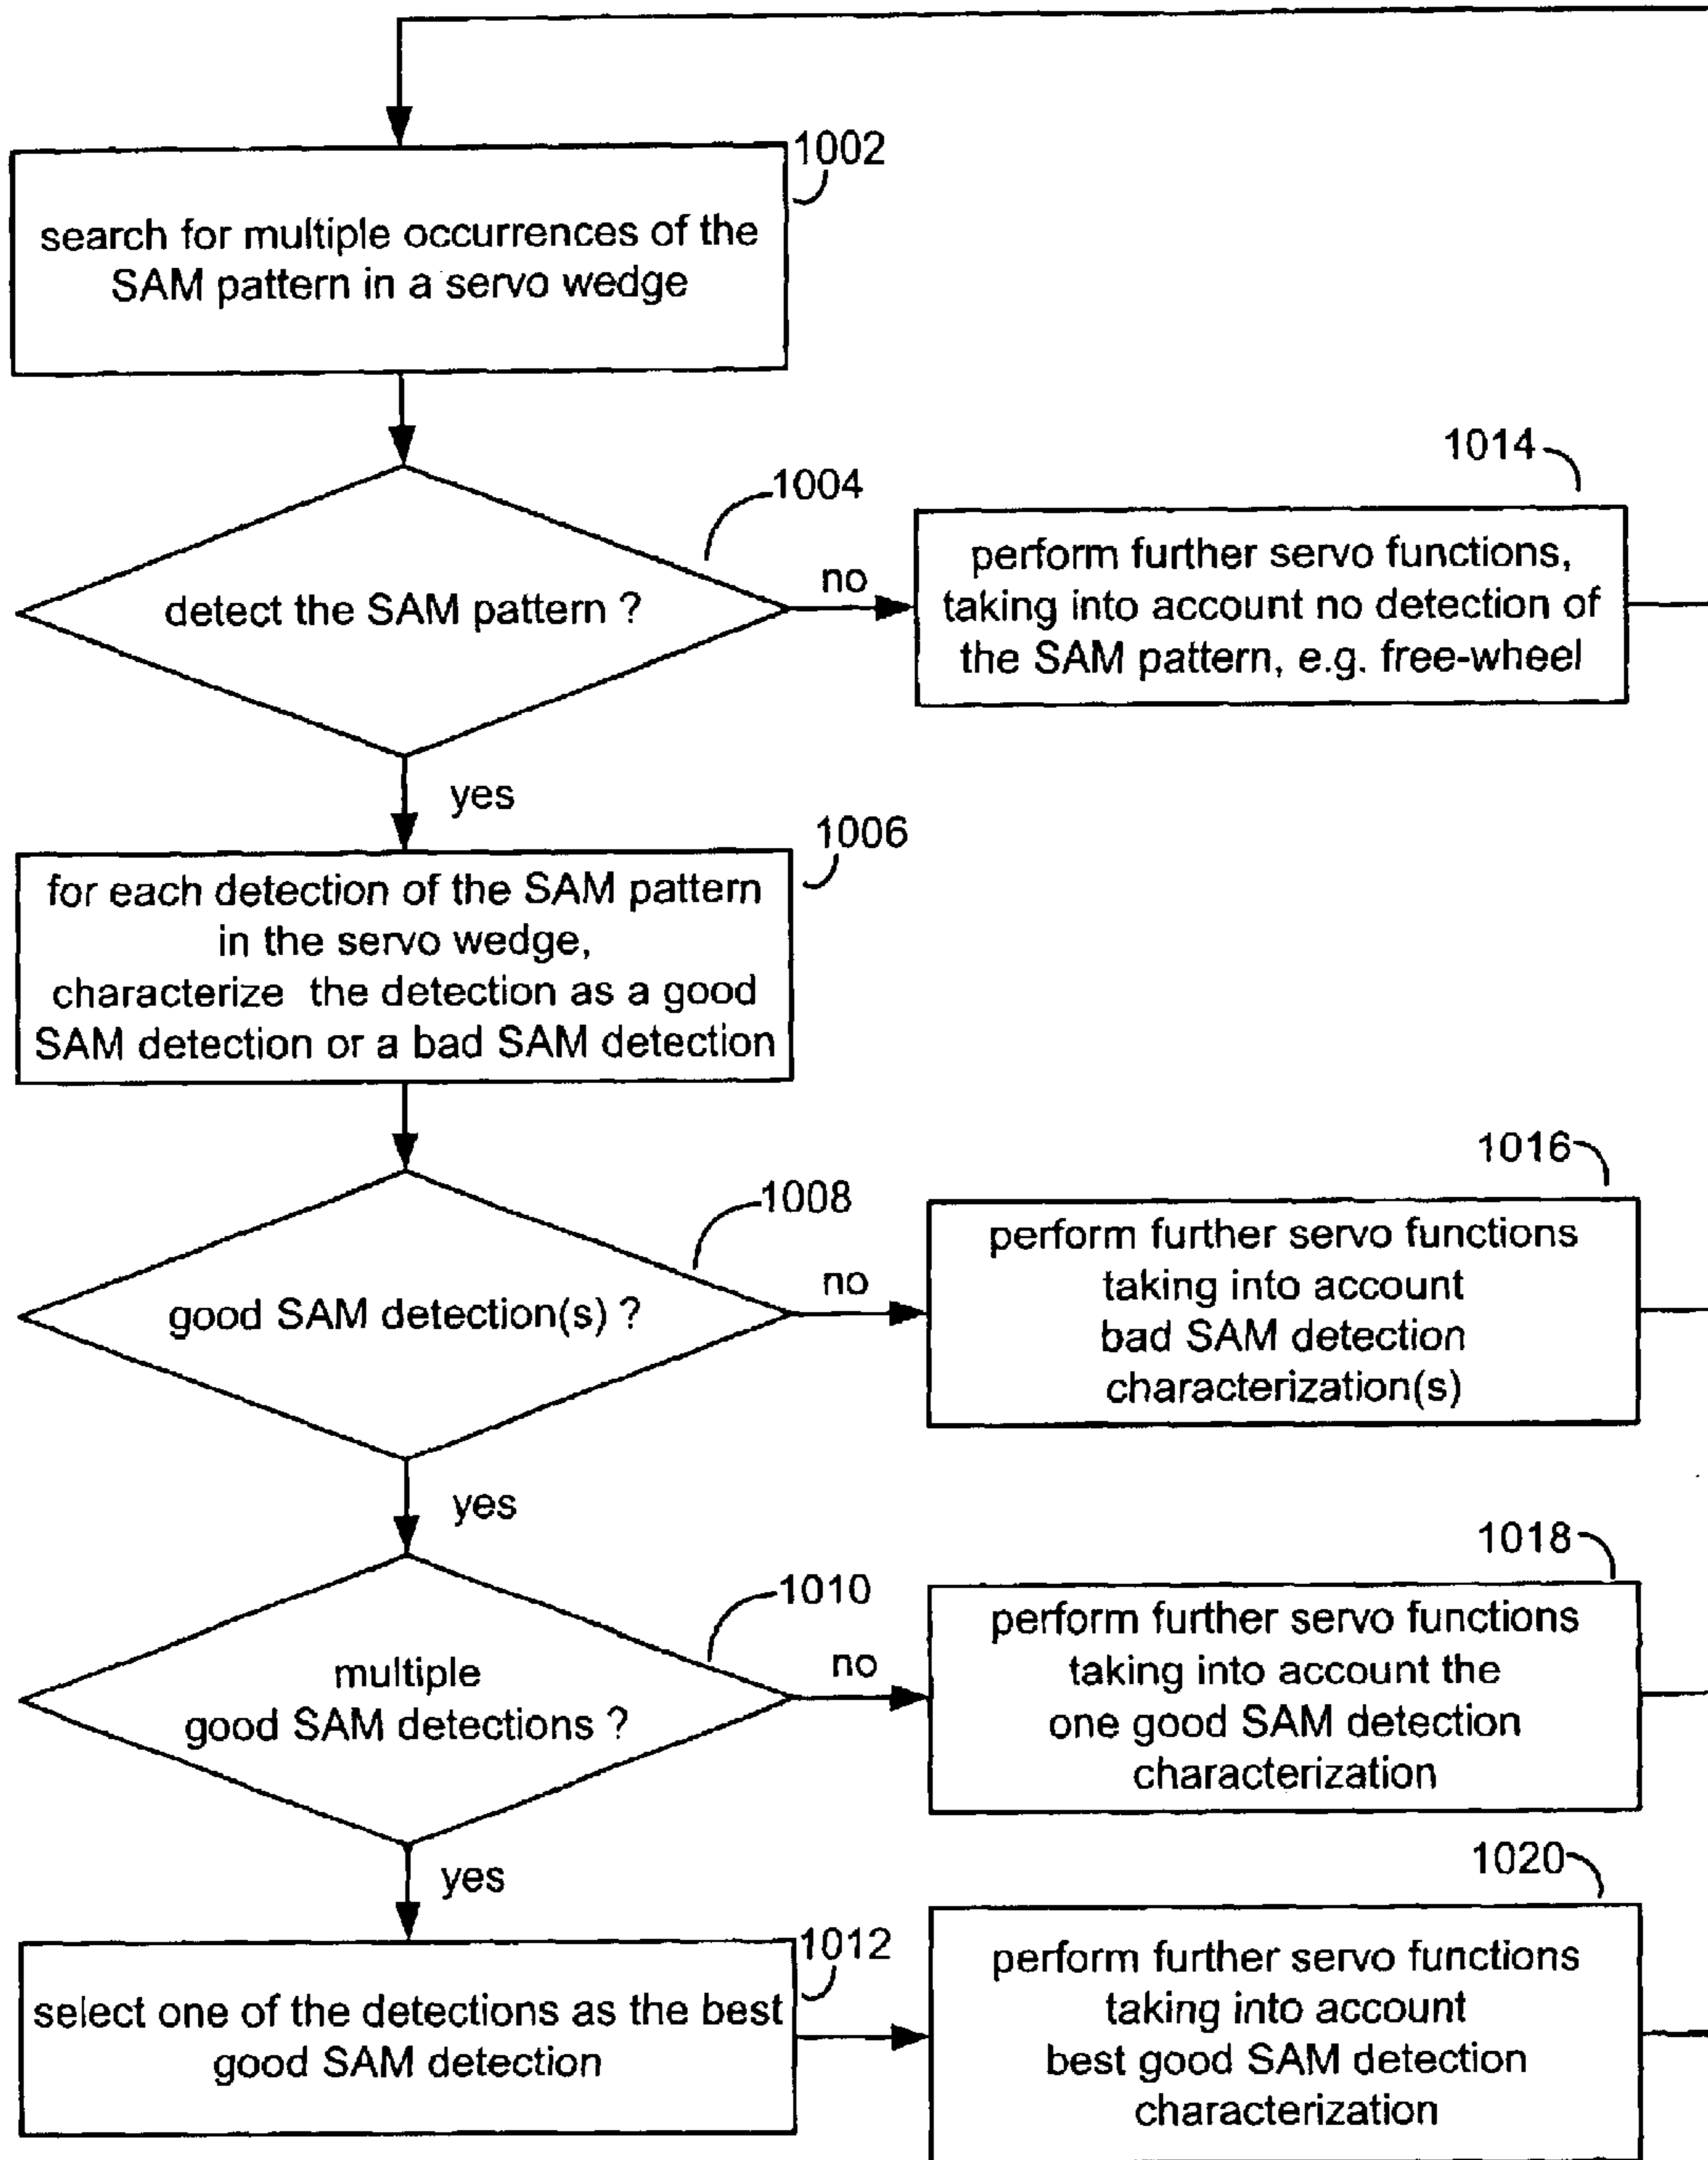 1002
search for multiple occurrences of the
SAM pattern in a servo wedge
1004
detect the SAM pattern ?
no
1014
perform further servo functions,
taking into account no detection of
the SAM pattern, e.g. free-wheel
yes
1006
for each detection of the SAM pattern
in the servo wedge,
characterize the detection as a good
SAM detection or a bad SAM detection
1008
good SAM detection(s) ?
no
1016
perform further servo functions
taking into account
bad SAM detection
characterization(s)
yes
1010
multiple
good SAM detections ?
no
1018
perform further servo functions
taking into account the
one good SAM detection
characterization
yes
1012
select one of the detections as the best
good SAM detection
1020
perform further servo functions
taking into account
best good SAM detection
characterization